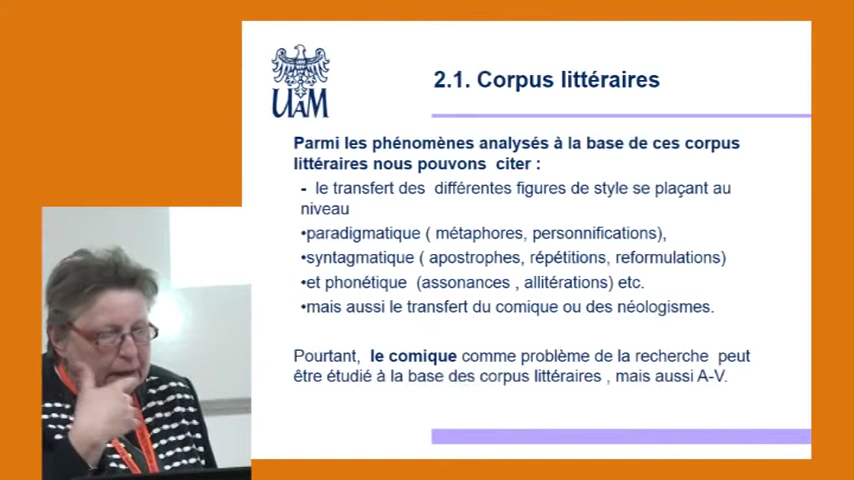 UAM
2.1. Corpus littéraires
Parmi les phénomènes analysés à la base de ces corpus
littéraires nous pouvons citer :
- le transfert des différentes figures de style se plaçant au
niveau
•paradigmatique ( métaphores, personnifications),
•syntagmatique ( apostrophes, répétitions, reformulations)
•et phonétique (assonances , allitérations) etc.
•mais aussi le transfert du comique ou des néologismes.
Pourtant, le comique comme problème de la recherche peut
être étudié à la base des corpus littéraires , mais aussi A-V.